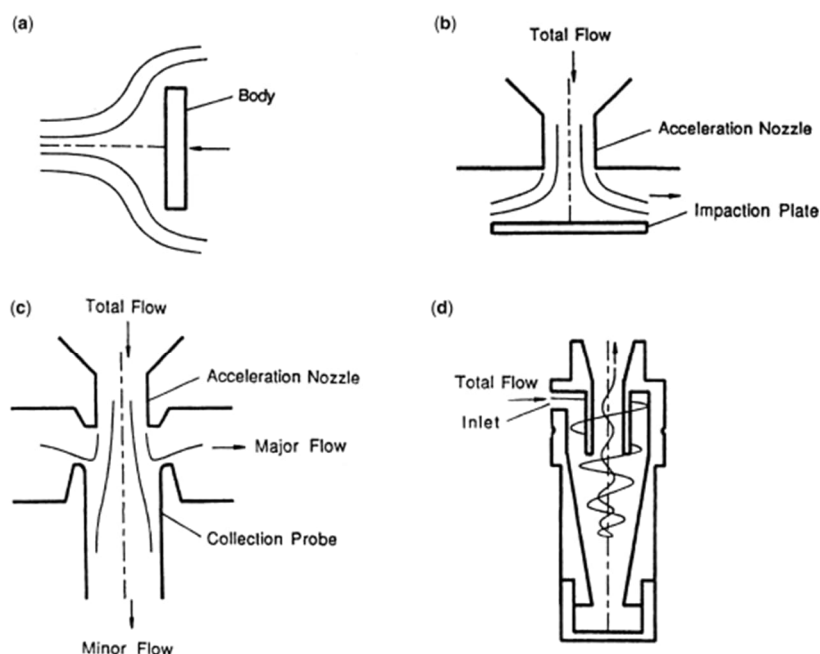 (a)
Body
(b)
Total Flow
Acceleration Nozzle
Impaction Plate
(c)
Total Flow
Acceleration Nozzle
Major Flow
Collection Probe
Minor Flow
(d)
Total Flow
Inlet